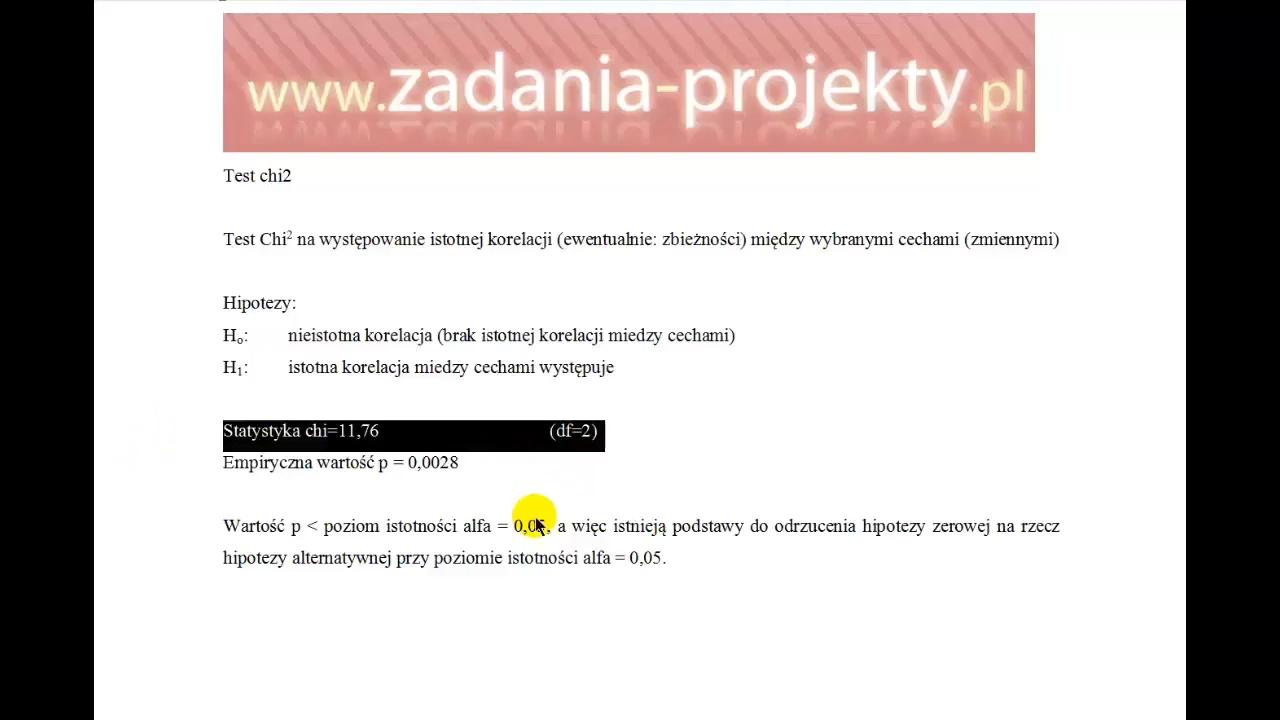 www.zadania-projekty.pl
Test chi2
Test Chi² na występowanie istotnej korelacji (ewentualnie: zbieżności) między wybranymi cechami (zmiennymi)
Hipotezy:
Hₒ: nieistotna korelacja (brak istotnej korelacji miedzy cechami)
H₁: istotna korelacja miedzy cechami występuje
Statystyka chi=11,76 (df=2)
Empiryczna wartość p = 0,0028
Wartość p < poziom istotności alfa = 0,05, a więc istnieją podstawy do odrzucenia hipotezy zerowej na rzecz
hipotezy alternatywnej przy poziomie istotności alfa = 0,05.